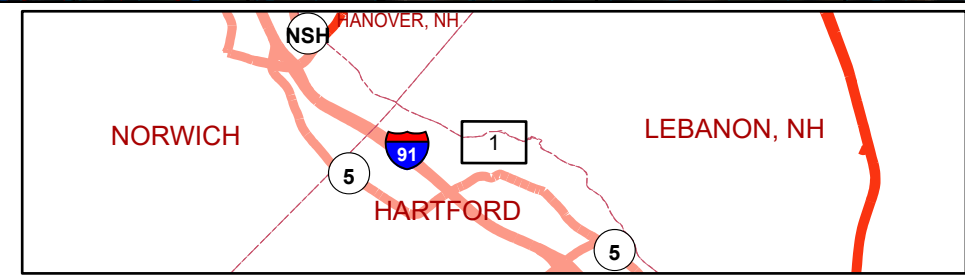 HANOVER, NH
NSH
NORWICH
LEBANON, NH
1
91
5
HARTFORD
5